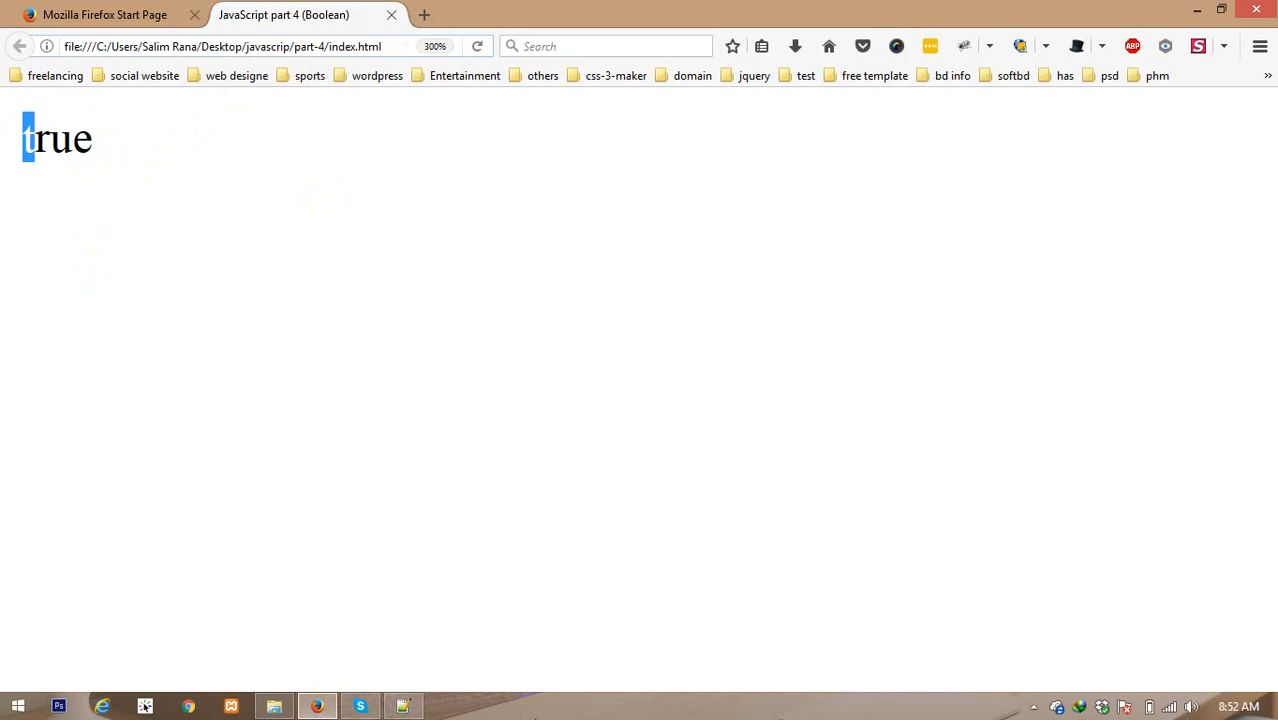 Mozilla Firefox Start Page JavaScript part 4 (Boolean)
file:///C:/Users/Salim Rana/Desktop/javascrip/part-4/index.html 300% Search ABP S
freelancing social website web designe sports wordpress Entertainment others css-3-maker domain jquery test free template bd info softbd has psd phm »
true
Ps 8:52 AM